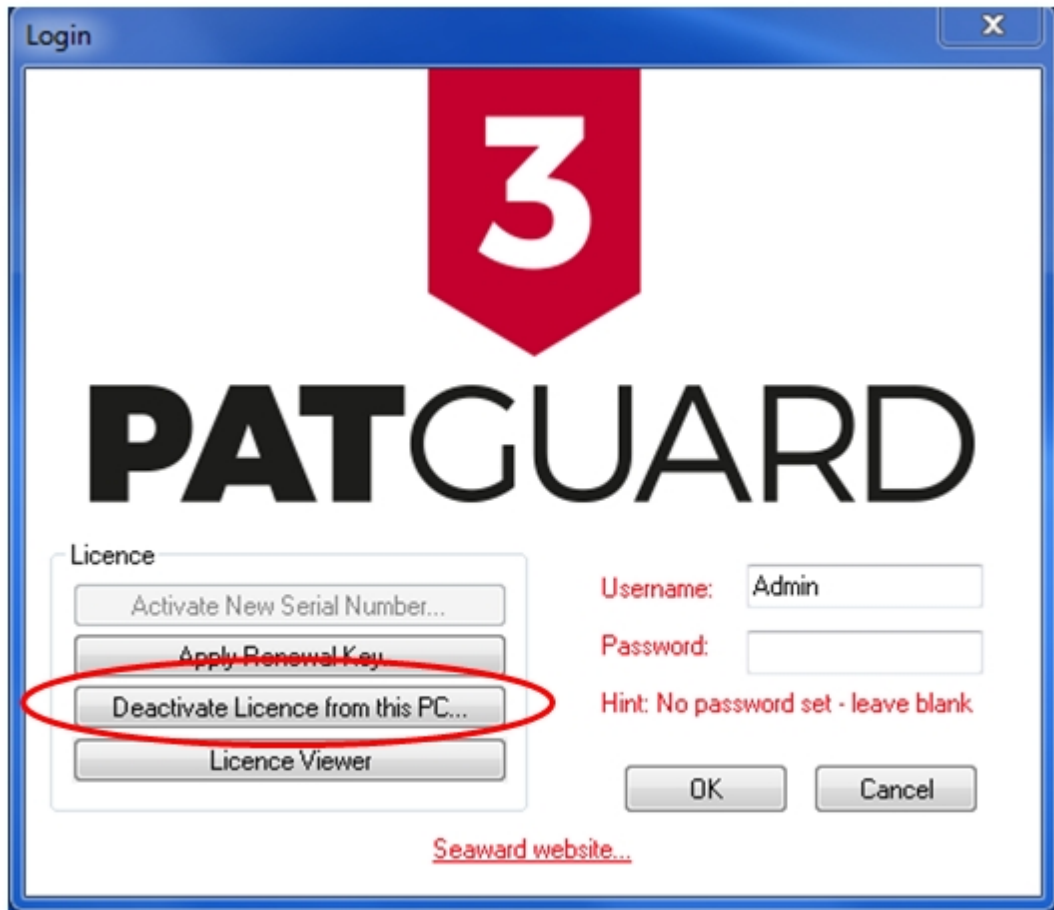 Login
X
3
PATGUARD
Licence
Activate New Serial Number...
Apply Renewal Key...
Deactivate Licence from this PC...
Licence Viewer
Username:
Admin
Password:
Hint: No password set - leave blank
OK
Cancel
Seaward website...